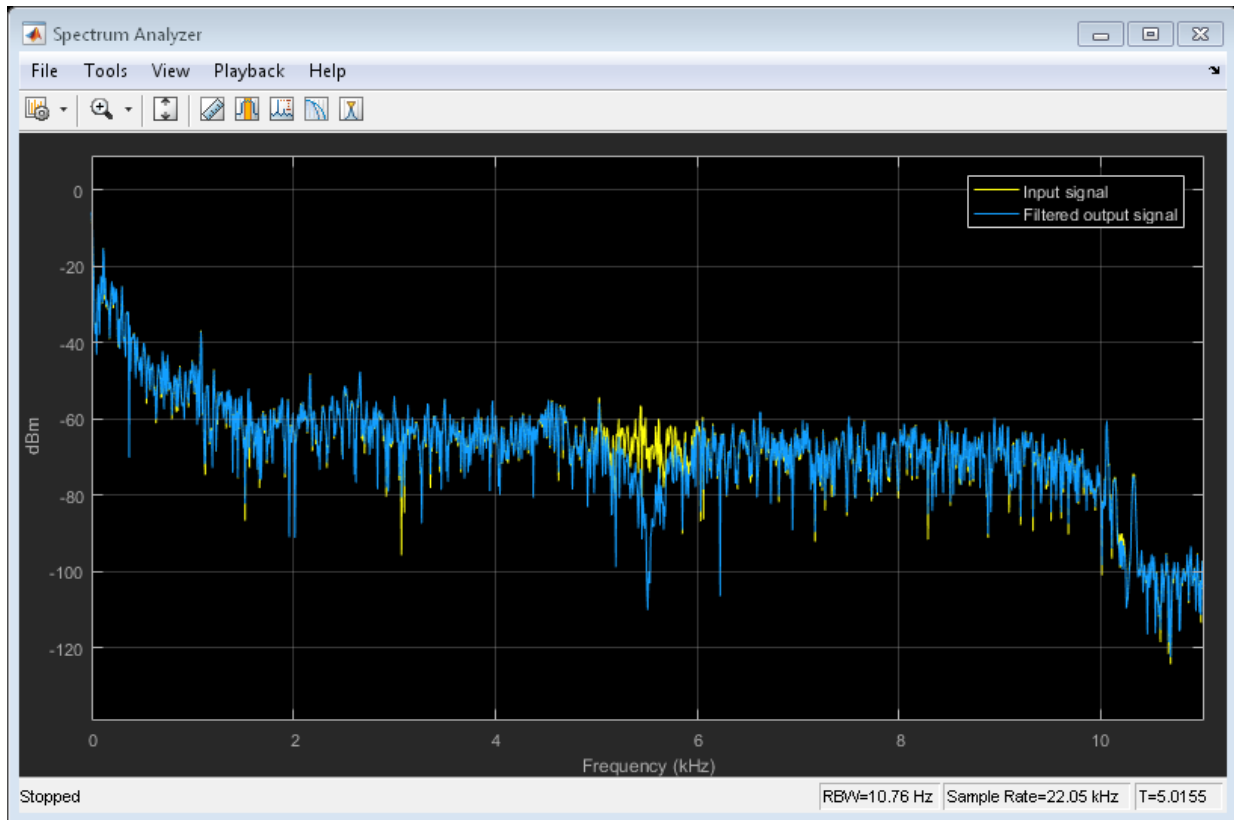 Spectrum Analyzer
File Tools View Playback Help
Input signal
Filtered output signal
0
-20
-40
-60
-80
-100
-120
dBm
0 2 4 6 8 10
Frequency (kHz)
Stopped RBW=10.76 Hz Sample Rate=22.05 kHz T=5.0155